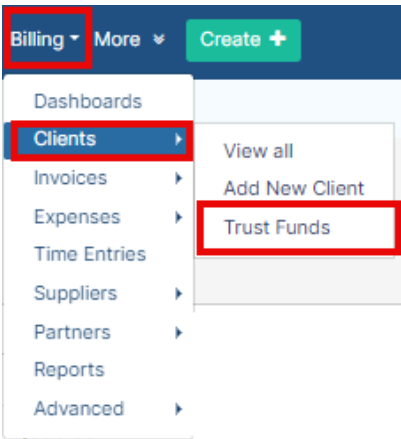 Billing More Create
Dashboards
Clients
View all
Invoices
Add New Client
Expenses
Trust Funds
Time Entries
Suppliers
Partners
Reports
Advanced